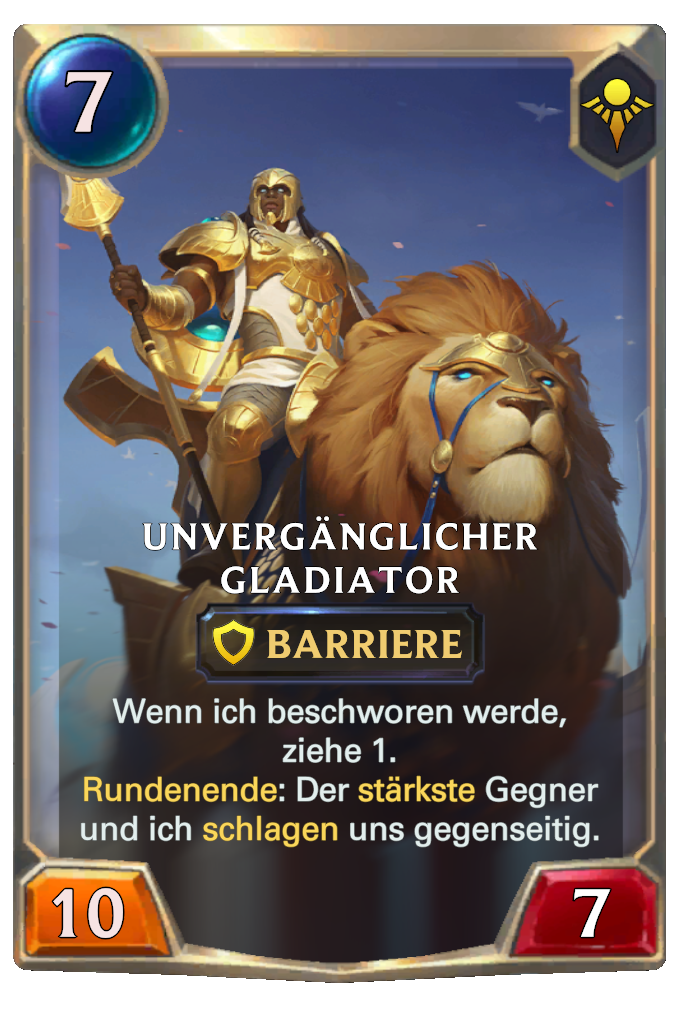 7
UNVERGÄNGLICHER
GLADIATOR
BARRIERE
Wenn ich beschworen werde,
ziehe 1.
Rundenende: Der stärkste Gegner
und ich schlagen uns gegenseitig.
10
7